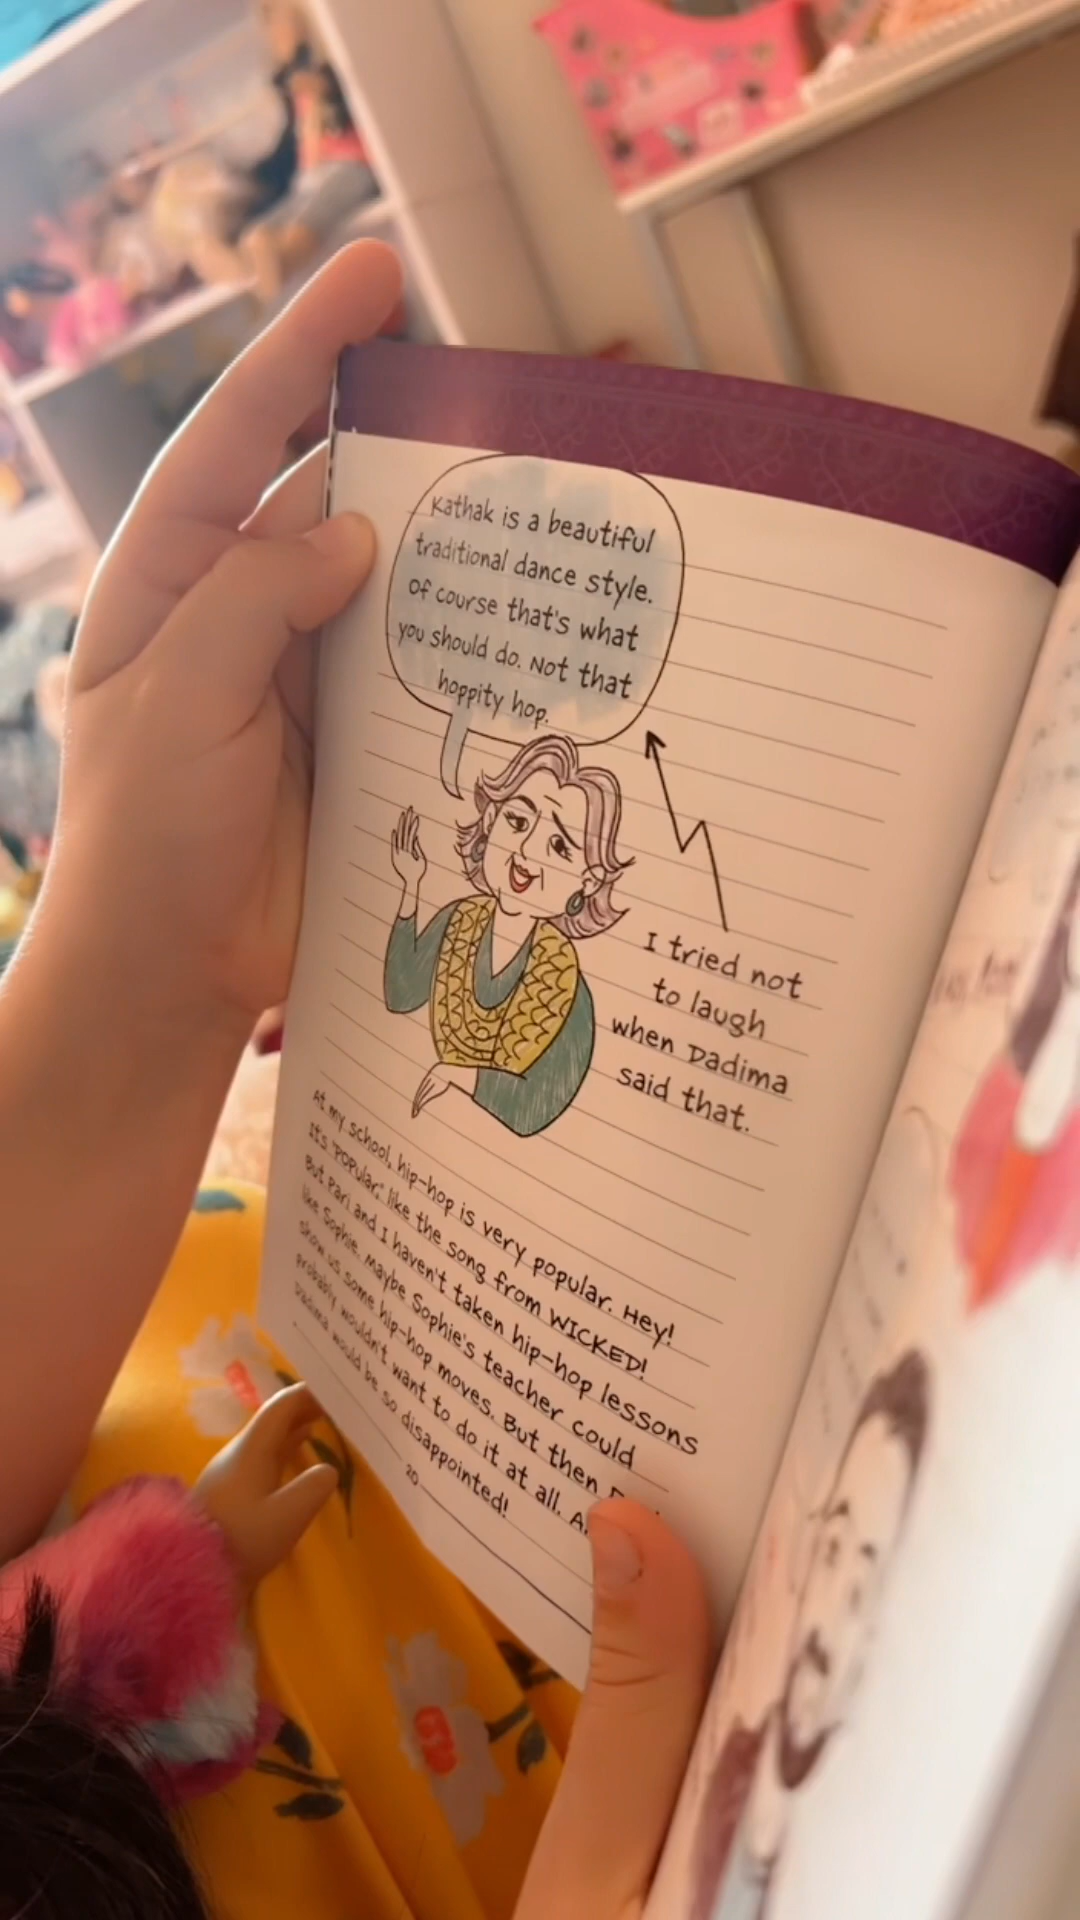 Kathak is a beautiful
traditional dance style.
Of course that's what
you should do. Not that
hoppity hop.
I tried not
to laugh
when Dadima
said that.
At my school, hip-hop is very popular. Hey!
It's "Popular," like the song from WICKED!
But Pari and I haven't taken hip-hop lessons
like Sophie. Maybe Sophie's teacher could
show us some hip-hop moves. But then
probably wouldn't want to do it at all.
Dadima would be so disappointed!
20